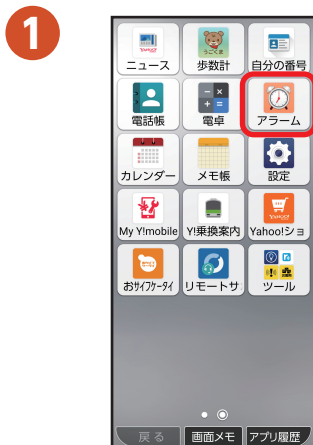 1
ニュース 歩数計 自分の番号
電話帳 電卓 アラーム
カレンダー メモ帳 設定
My Y!mobile Y!乗換案内 Yahoo!ショ
おサイフケータイ リモートサ ツール
戻る 画面メモ アプリ履歴